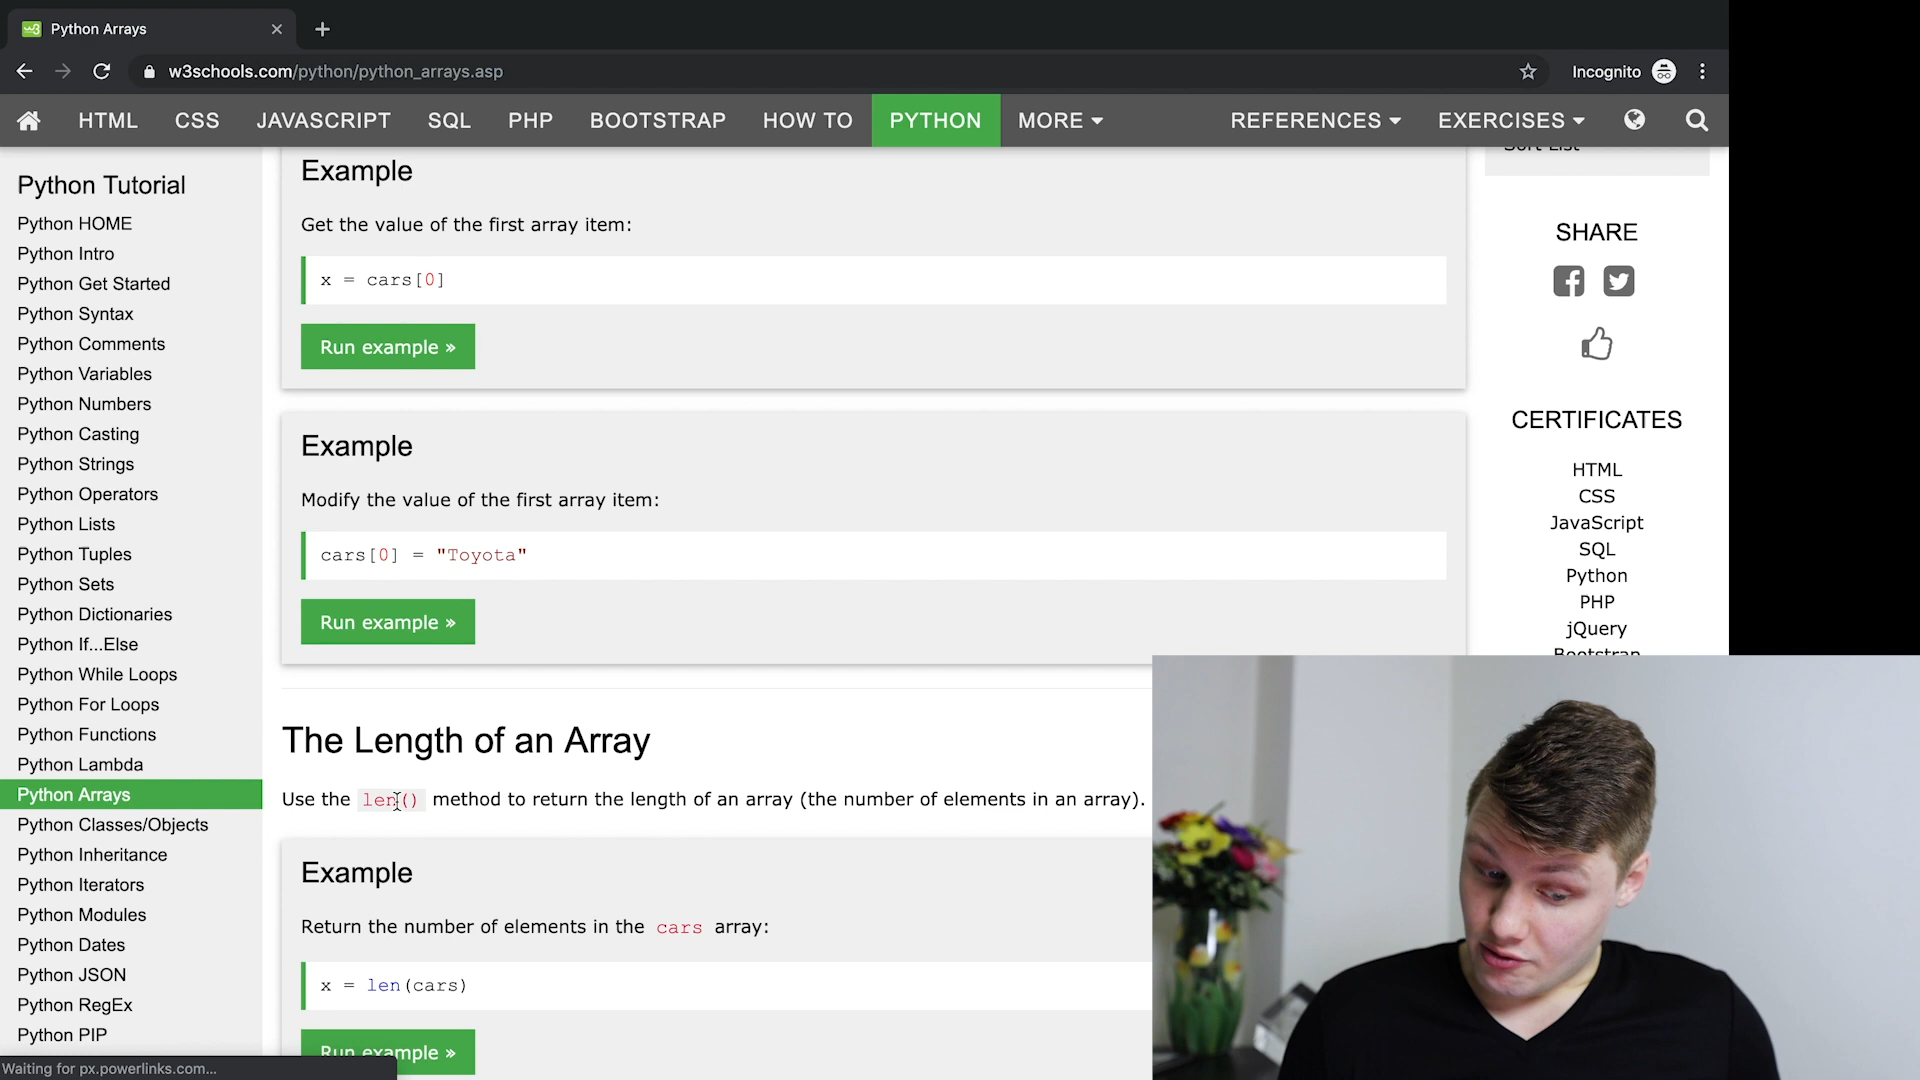 Python Arrays
w3schools.com/python/python_arrays.asp
Incognito
HTML CSS JAVASCRIPT SQL PHP BOOTSTRAP HOW TO PYTHON MORE REFERENCES EXERCISES
Python Tutorial
Python HOME
Python Intro
Python Get Started
Python Syntax
Python Comments
Python Variables
Python Numbers
Python Casting
Python Strings
Python Operators
Python Lists
Python Tuples
Python Sets
Python Dictionaries
Python If...Else
Python While Loops
Python For Loops
Python Functions
Python Lambda
Python Arrays
Python Classes/Objects
Python Inheritance
Python Iterators
Python Modules
Python Dates
Python JSON
Python RegEx
Python PIP
Waiting for px.powerlinks.com...
Example
Get the value of the first array item:
x = cars[0]
Run example »
Example
Modify the value of the first array item:
cars[0] = "Toyota"
Run example »
The Length of an Array
Use the len() method to return the length of an array (the number of elements in an array).
Example
Return the number of elements in the cars array:
x = len(cars)
Run example »
Sort List
SHARE
CERTIFICATES
HTML
CSS
JavaScript
SQL
Python
PHP
jQuery
Bootstrap